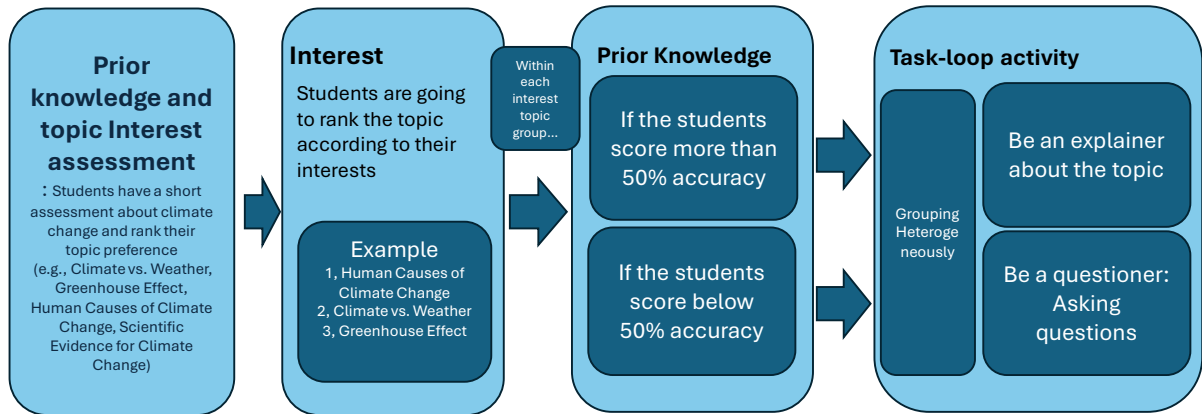 Prior
knowledge and
topic Interest
assessment
：Students have a short
assessment about climate
change and rank their
topic preference
(e.g., Climate vs. Weather,
Greenhouse Effect,
Human Causes of Climate
Change, Scientific
Evidence for Climate
Change)
Interest
Students are going
to rank the topic
according to their
interests
Example
1, Human Causes of
Climate Change
2, Climate vs. Weather
3, Greenhouse Effect
Within
each
interest
topic
group...
Prior Knowledge
If the students
score more than
50% accuracy
If the students
score below
50% accuracy
Task-loop activity
Grouping
Heteroge
neously
Be an explainer
about the topic
Be a questioner:
Asking
questions